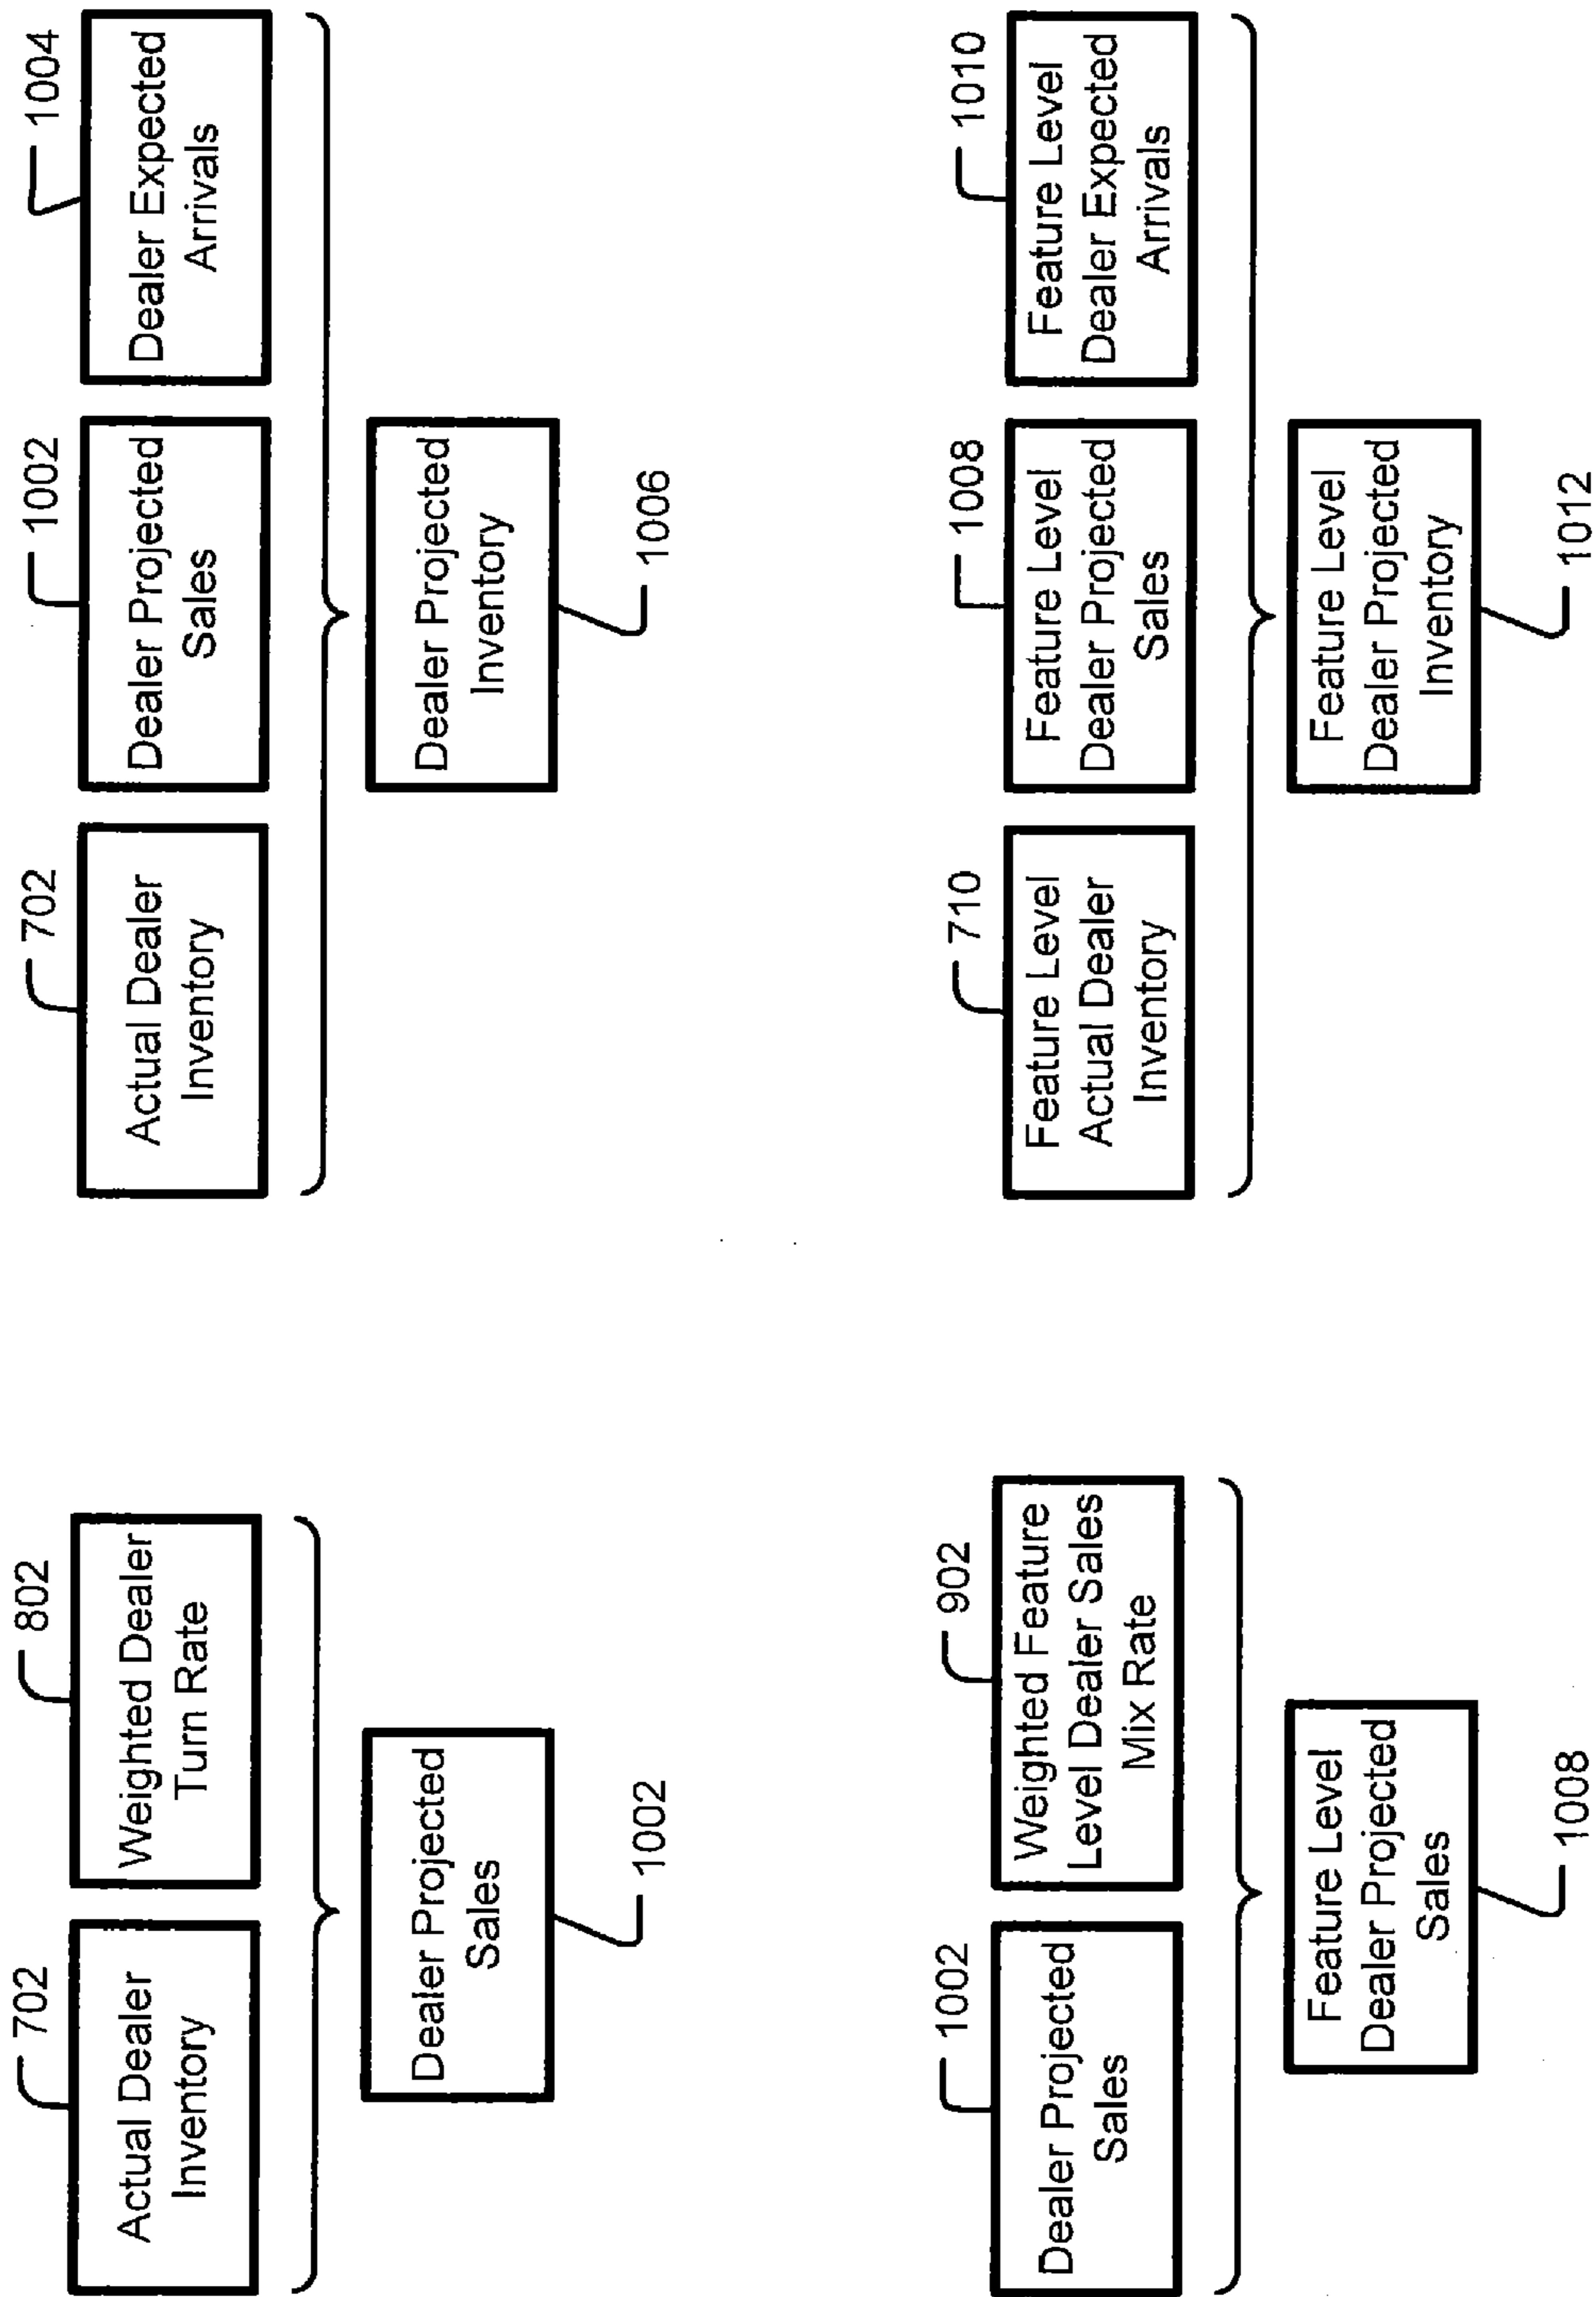 702
Actual Dealer
Inventory
802
Weighted Dealer
Turn Rate
Dealer Projected
Sales
1002
702
Actual Dealer
Inventory
1002
Dealer Projected
Sales
1004
Dealer Expected
Arrivals
Dealer Projected
Inventory
1006
1002
Dealer Projected
Sales
902
Weighted Feature
Level Dealer Sales
Mix Rate
Feature Level
Dealer Projected
Sales
1008
710
Feature Level
Actual Dealer
Inventory
1008
Feature Level
Dealer Projected
Sales
1010
Feature Level
Dealer Expected
Arrivals
Feature Level
Dealer Projected
Inventory
1012